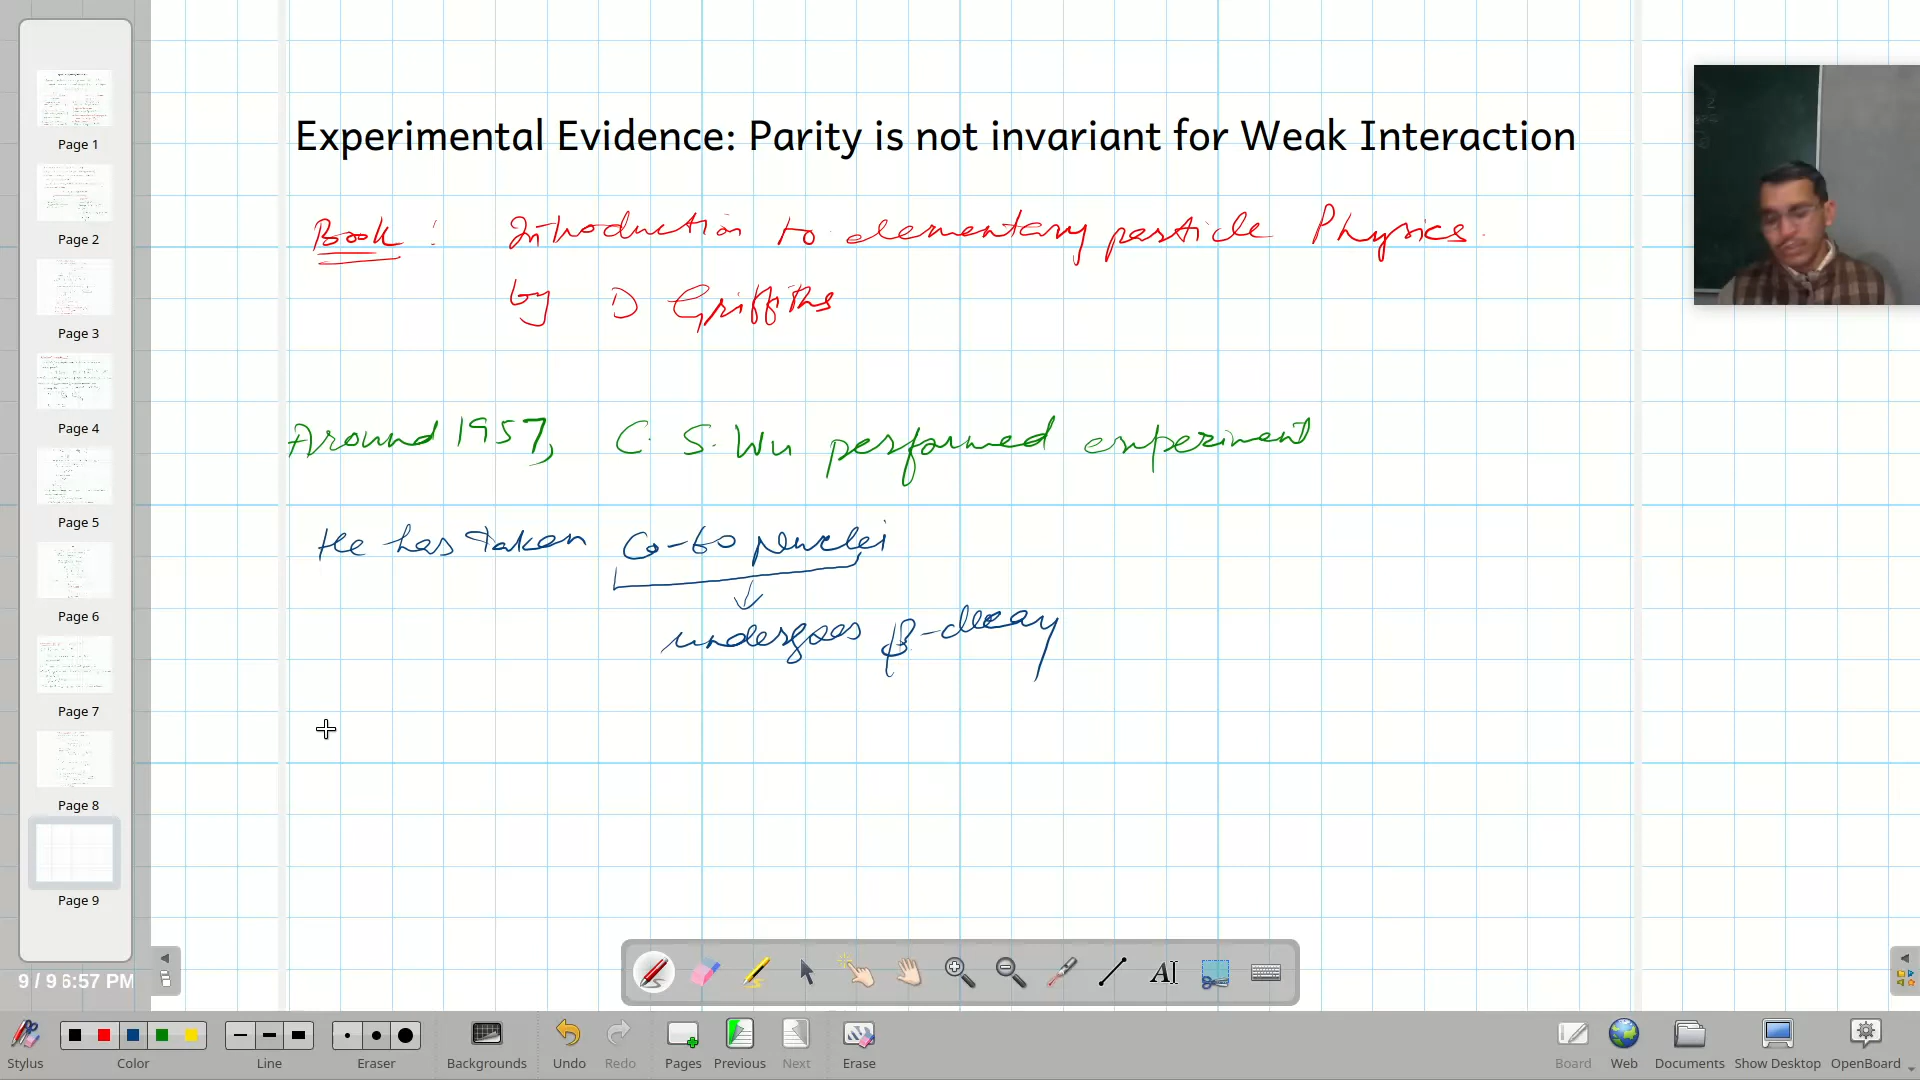 Experimental Evidence: Parity is not invariant for Weak Interaction
Book : Introduction to elementary particle Physics.
by D Griffiths
Around 1957, C. S. Wu performed experiment
He has taken Co-60 nuclei
undergoes β-decay
Page 1
Page 2
Page 3
Page 4
Page 5
Page 6
Page 7
Page 8
Page 9
9 / 9 6:57 PM
Stylus
Color
Line
Eraser
Backgrounds
Undo
Redo
Pages
Previous
Next
Erase
Board
Web
Documents
Show Desktop
OpenBoard